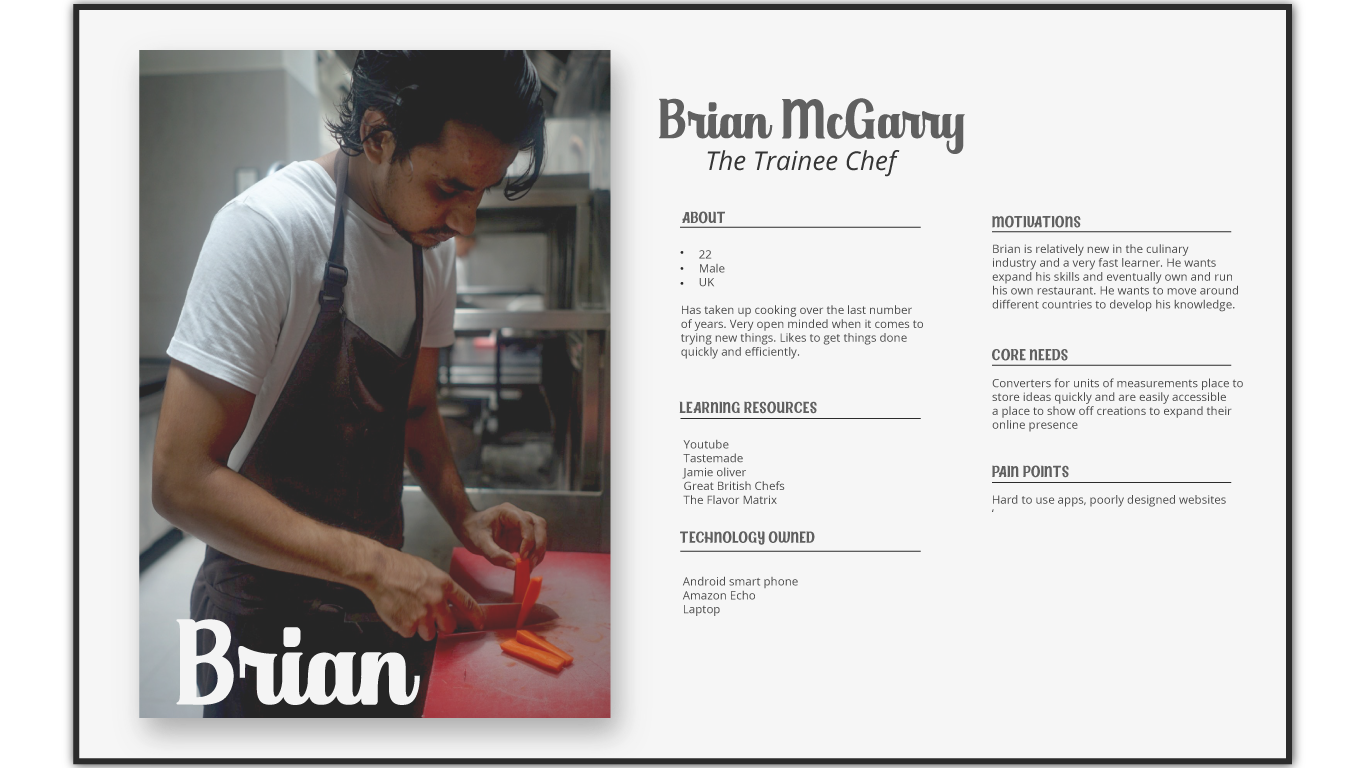 Brian McGarry
The Trainee Chef
ABOUT
• 22
• Male
• UK
Has taken up cooking over the last number
of years. Very open minded when it comes to
trying new things. Likes to get things done
quickly and efficiently.
LEARNING RESOURCES
Youtube
Tastemade
Jamie oliver
Great British Chefs
The Flavor Matrix
TECHNOLOGY OWNED
Android smart phone
Amazon Echo
Laptop
MOTIVATIONS
Brian is relatively new in the culinary
industry and a very fast learner. He wants
expand his skills and eventually own and run
his own restaurant. He wants to move around
different countries to develop his knowledge.
CORE NEEDS
Converters for units of measurements place to
store ideas quickly and are easily accessible
a place to show off creations to expand their
online presence
PAIN POINTS
Hard to use apps, poorly designed websites
‘
Brian